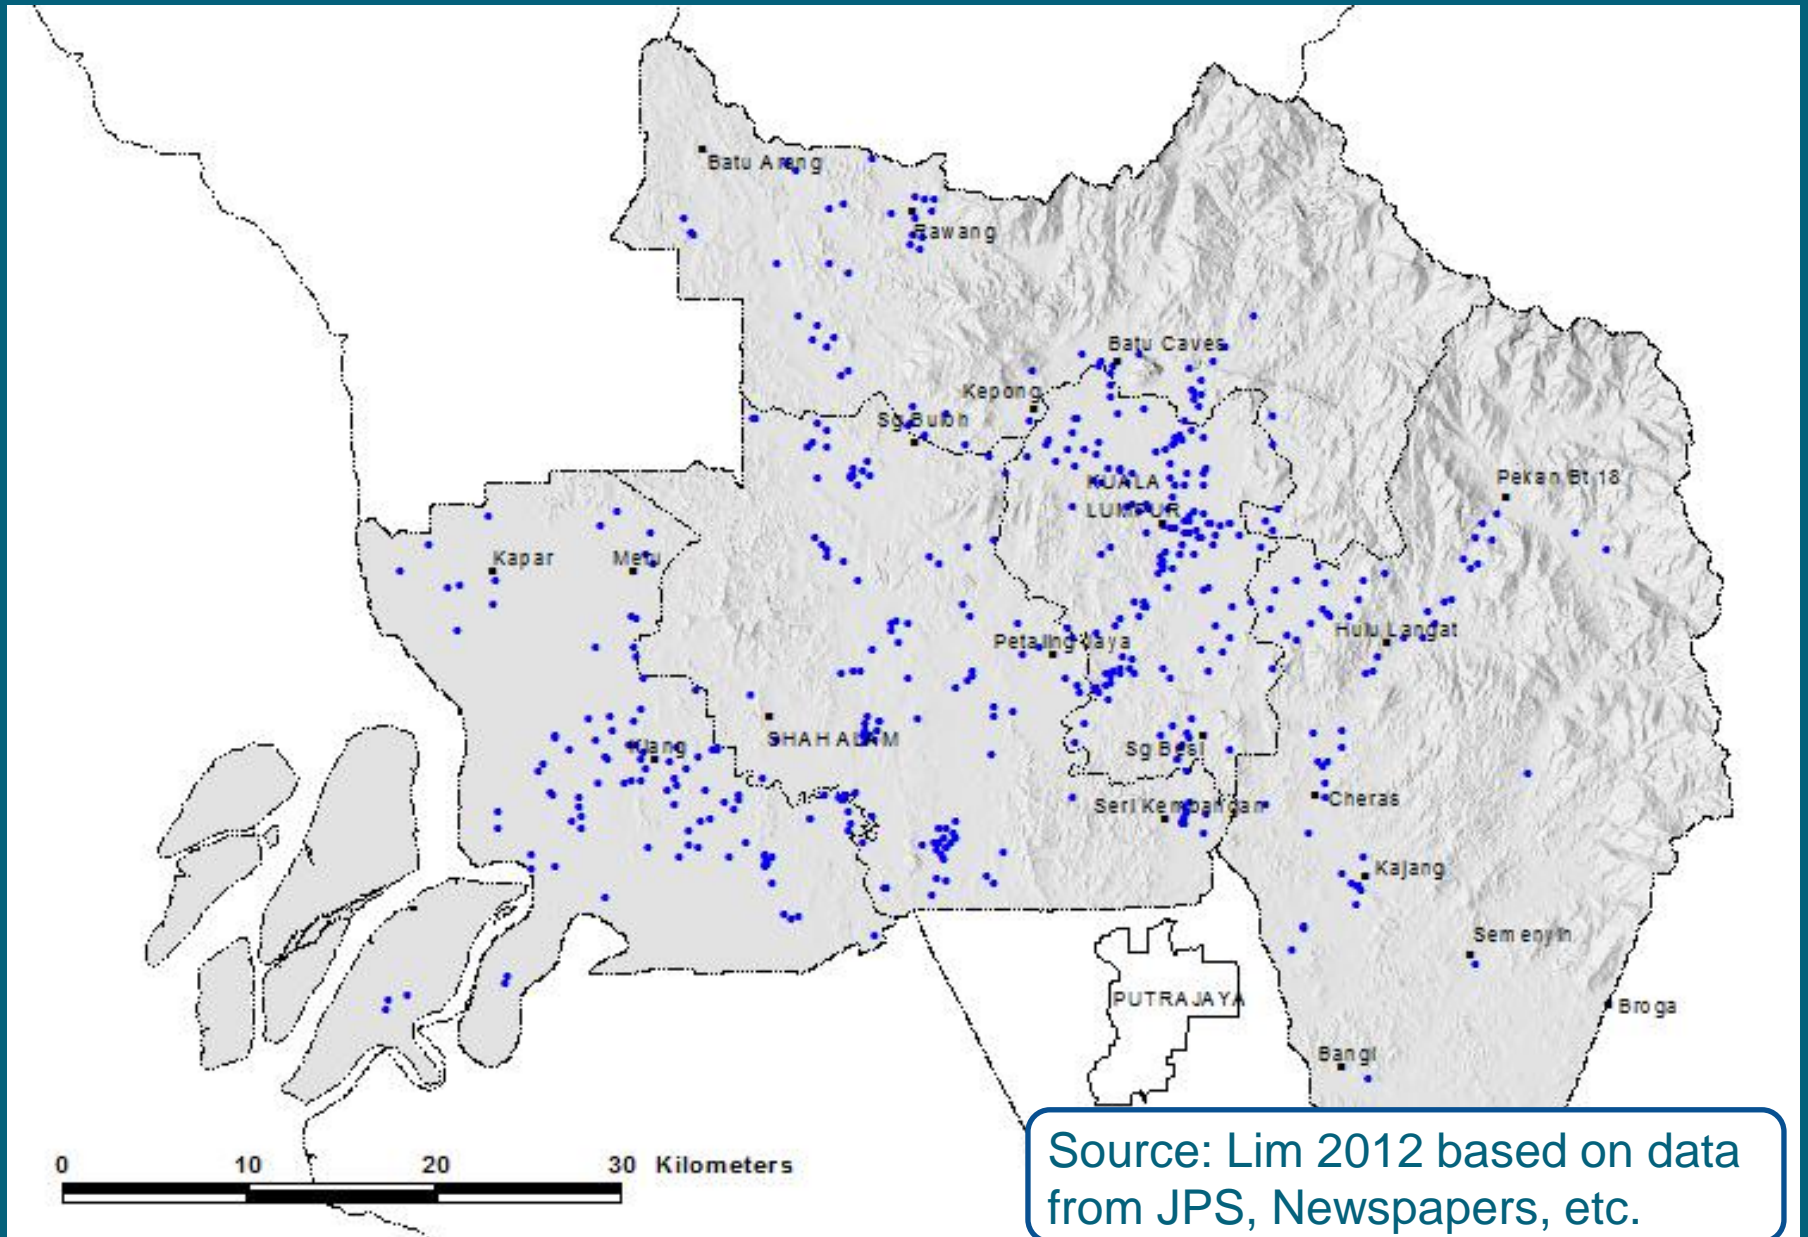 Batu Arang
Rawang
Batu Caves
Kepong
Sg Buloh
Pekan Bt 18
KUALA
LUMPUR
Kapar
Meru
Hulu Langat
Petaling Jaya
SHAH ALAM
Klang
Sg Besi
Seri Kembangan
Cheras
Kajang
Semenyih
PUTRAJAYA
Broga
Bangi
0 10 20 30 Kilometers
Source: Lim 2012 based on data
from JPS, Newspapers, etc.